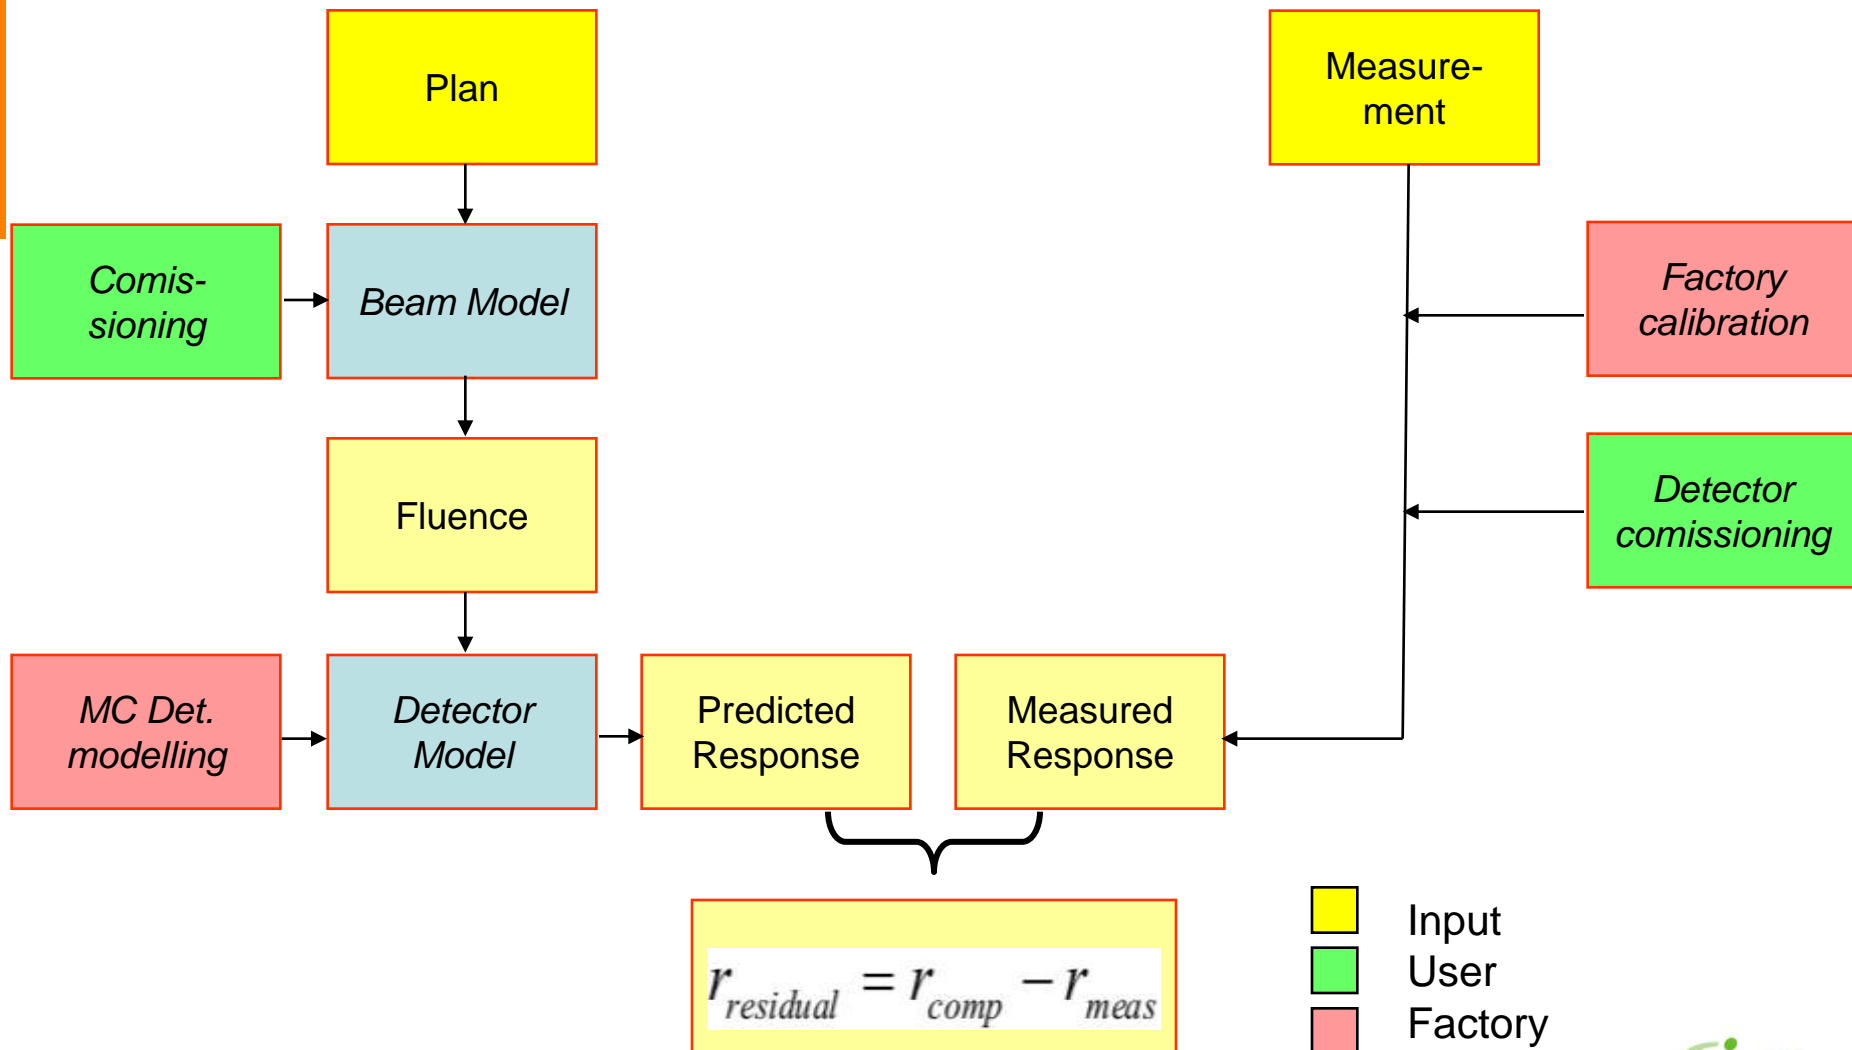 Plan
Measure-
ment
Comis-
sioning
Beam Model
Factory
calibration
Fluence
Detector
comissioning
MC Det.
modelling
Detector
Model
Predicted
Response
Measured
Response
r_residual = r_comp − r_meas
Input
User
Factory